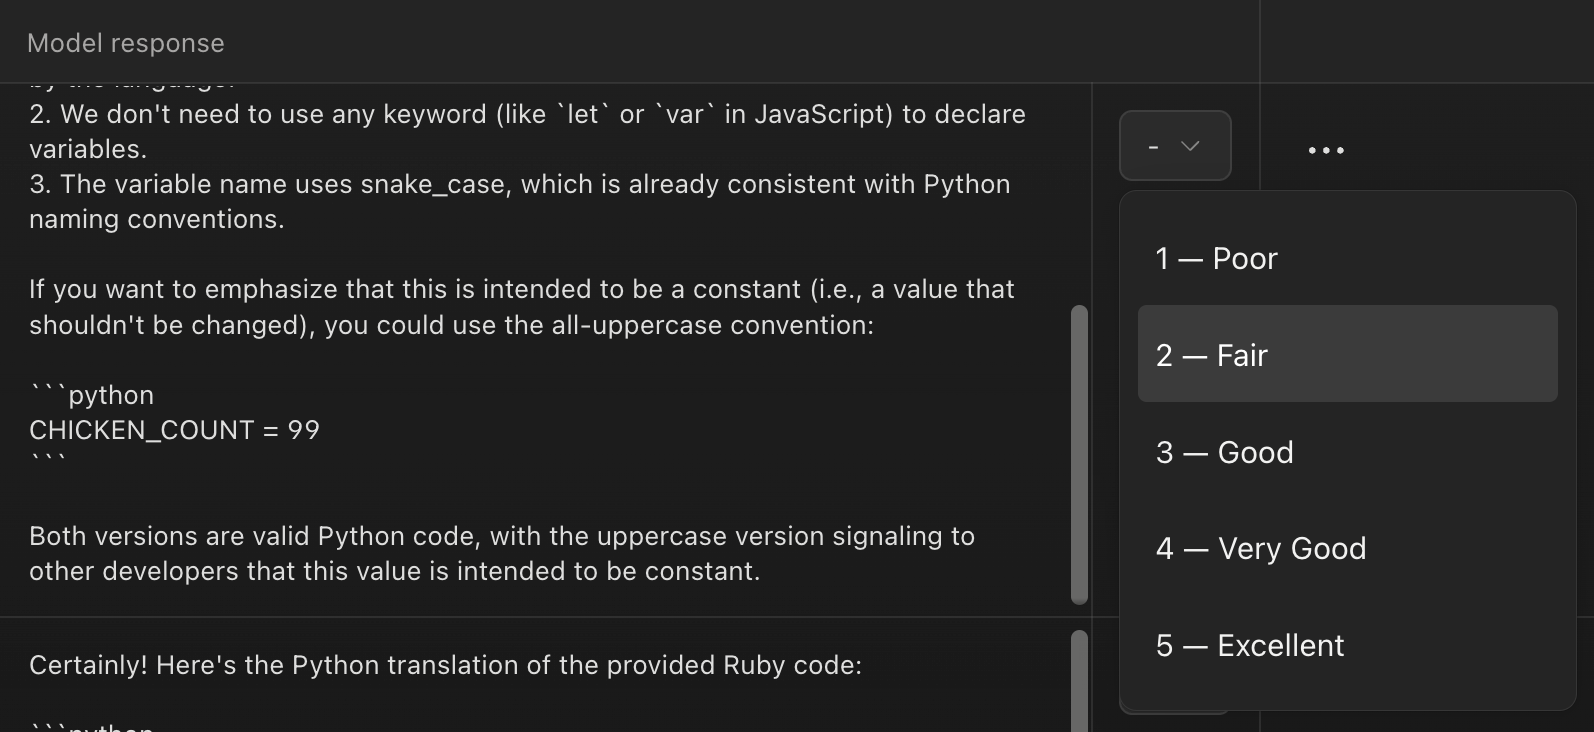 Model response
by the language.
2. We don't need to use any keyword (like `let` or `var` in JavaScript) to declare
variables.
3. The variable name uses snake_case, which is already consistent with Python
naming conventions.
If you want to emphasize that this is intended to be a constant (i.e., a value that
shouldn't be changed), you could use the all-uppercase convention:
```python
CHICKEN_COUNT = 99
```
Both versions are valid Python code, with the uppercase version signaling to
other developers that this value is intended to be constant.
Certainly! Here's the Python translation of the provided Ruby code:
```python
-
1 — Poor
2 — Fair
3 — Good
4 — Very Good
5 — Excellent